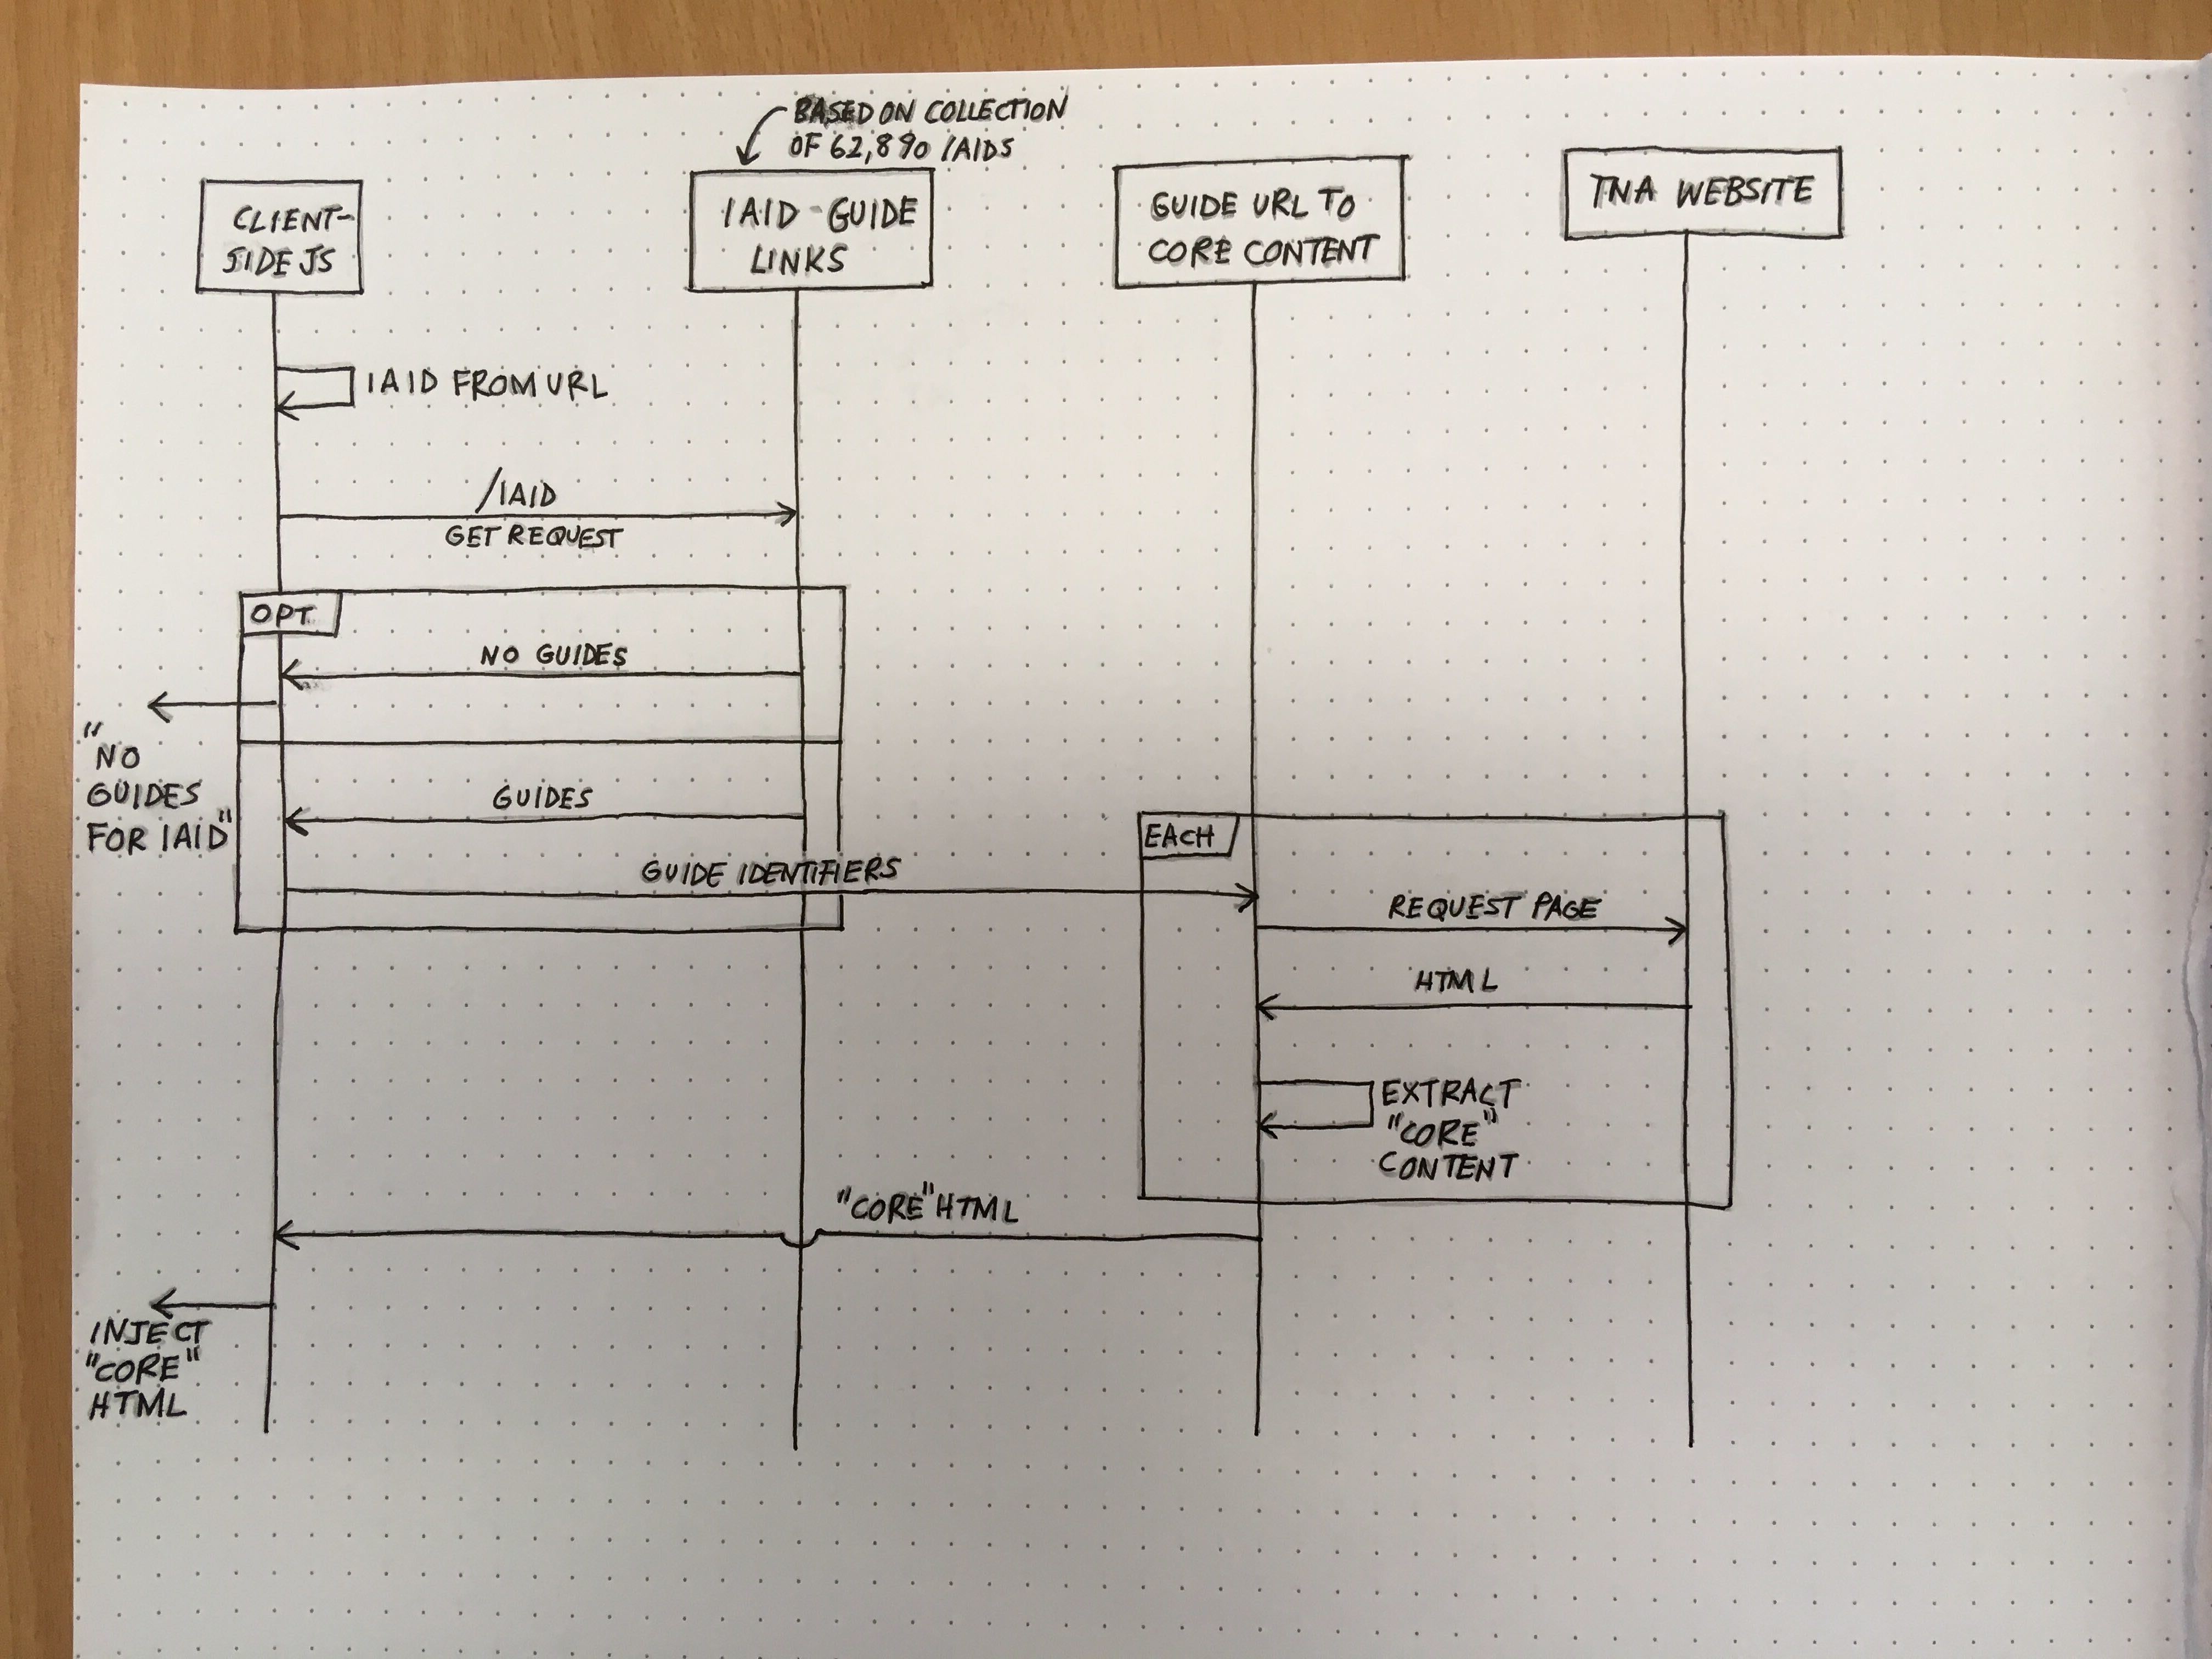 BASED ON COLLECTION
OF 62,890 IAIDS
CLIENT-
SIDE JS
IAID GUIDE
LINKS
GUIDE URL TO
CORE CONTENT
TNA WEBSITE
IAID FROM URL
/IAID
GET REQUEST
OPT
NO GUIDES
"NO
GUIDES
FOR IAID"
GUIDES
GUIDE IDENTIFIERS
EACH
REQUEST PAGE
HTML
EXTRACT
"CORE"
CONTENT
"CORE" HTML
INJECT
"CORE"
HTML